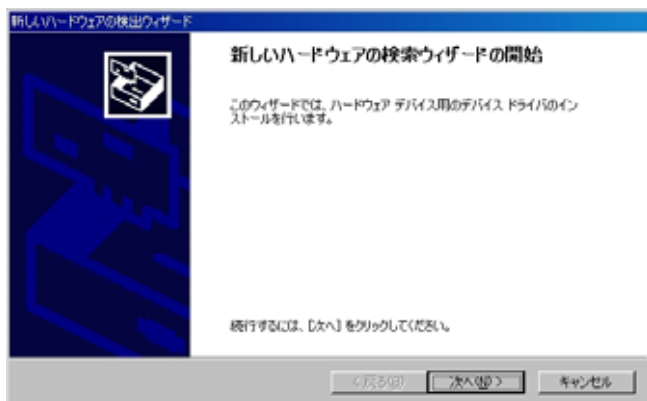 新しいハードウェアの検出ウィザード
新しいハードウェアの検索ウィザードの開始
このウィザードでは、ハードウェア デバイス用のデバイス ドライバのイン
ストールを行います。
続行するには、[次へ] をクリックしてください。
< 戻る(B)
次へ(N) >
キャンセル